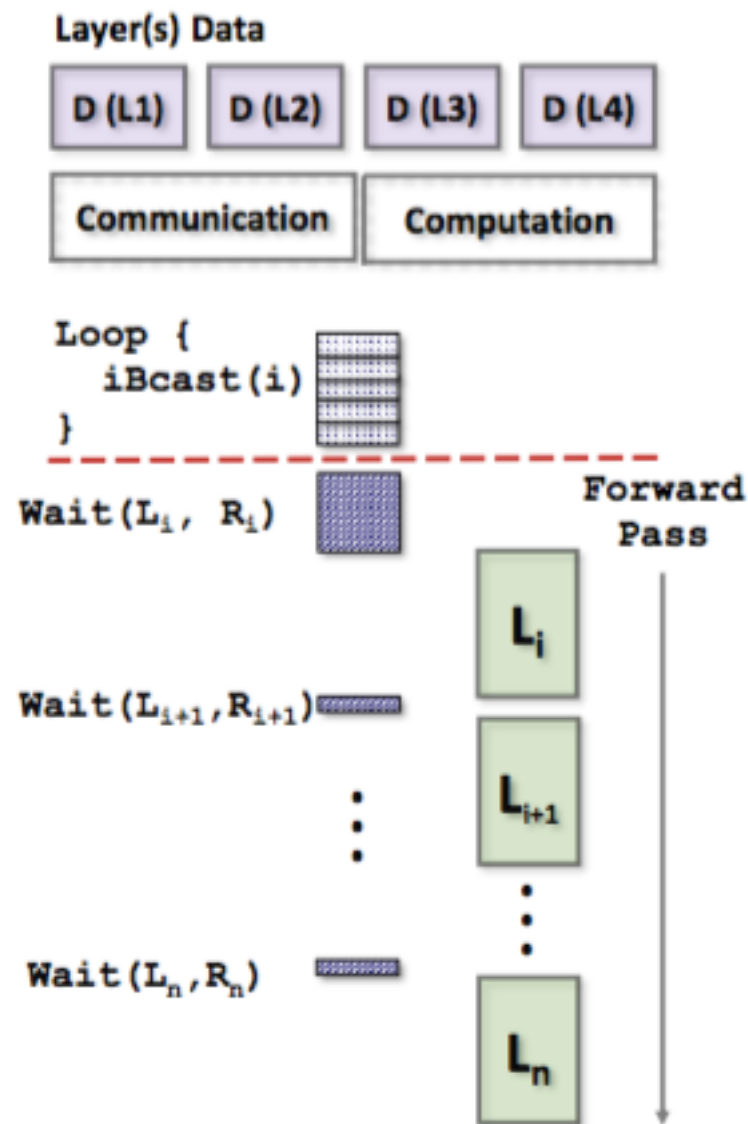 Layer(s) Data
D (L1) D (L2) D (L3) D (L4)
Communication Computation
Loop {
iBcast(i)
}
Wait(Li, Ri)
Forward
Pass
Li
Wait(Li+1,Ri+1)
Li+1
Wait(Ln,Rn)
Ln